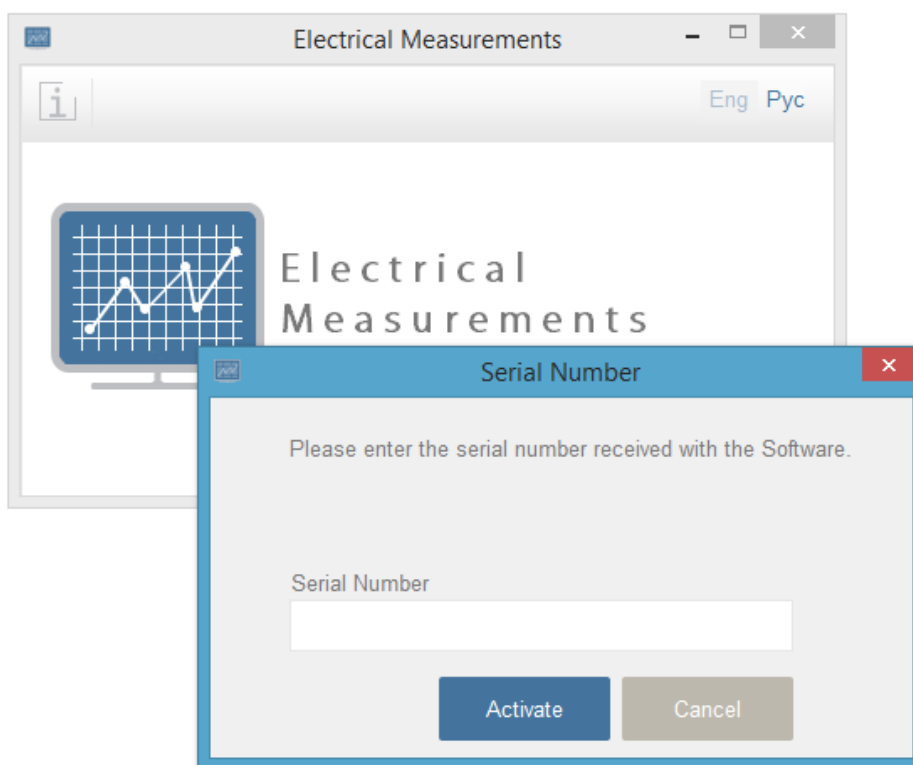 Electrical Measurements
i
Eng Рус
Electrical
Measurements
Serial Number
Please enter the serial number received with the Software.
Serial Number
Activate Cancel